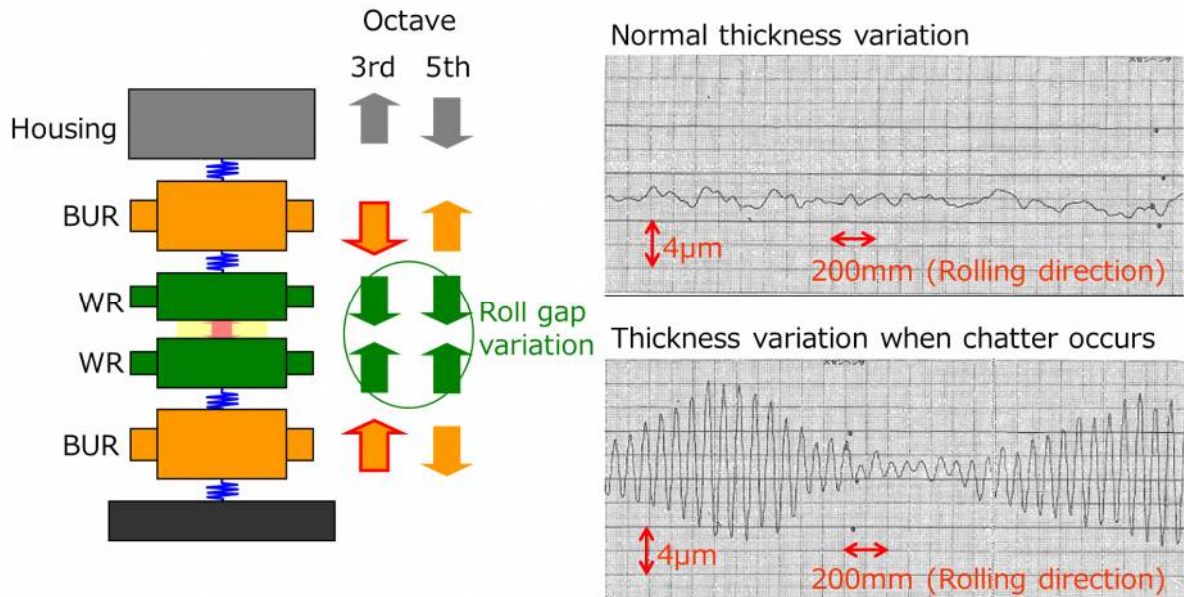 Octave
3rd 5th
Housing
BUR
WR
WR
BUR
Roll gap
variation
Normal thickness variation
4μm
200mm (Rolling direction)
Thickness variation when chatter occurs
4μm
200mm (Rolling direction)